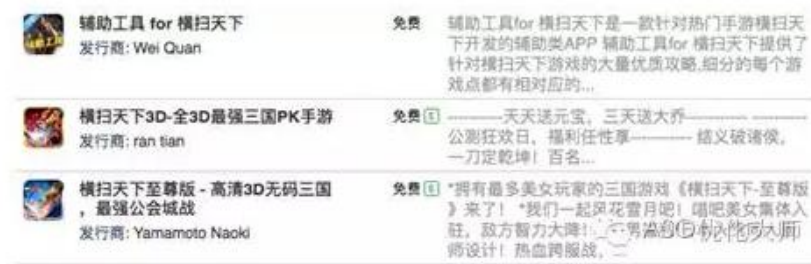 辅助工具 for 横扫天下
发行商: Wei Quan
免费
辅助工具for 横扫天下是一款针对热门手游横扫天
下开发的辅助类APP 辅助工具for 横扫天下提供了
针对横扫天下游戏的大量优质攻略,细分的每个游
戏点都有相对应的...
横扫天下3D-全3D最强三国PK手游
发行商: ran tian
免费
----------天天送元宝，三天送大乔----------- ---------
公测狂欢日，福利任性享----------- 结义破诸侯，
一刀定乾坤！百名...
横扫天下至尊版 - 高清3D无码三国
，最强公会城战
发行商: Yamamoto Naoki
免费
*拥有最多美女玩家的三国游戏《横扫天下-至尊版
》来了！ *我们一起风花雪月吧！唱吧美女集体入
驻，敌方智力大降！
师设计！热血跨服战，...
ASO优化大师